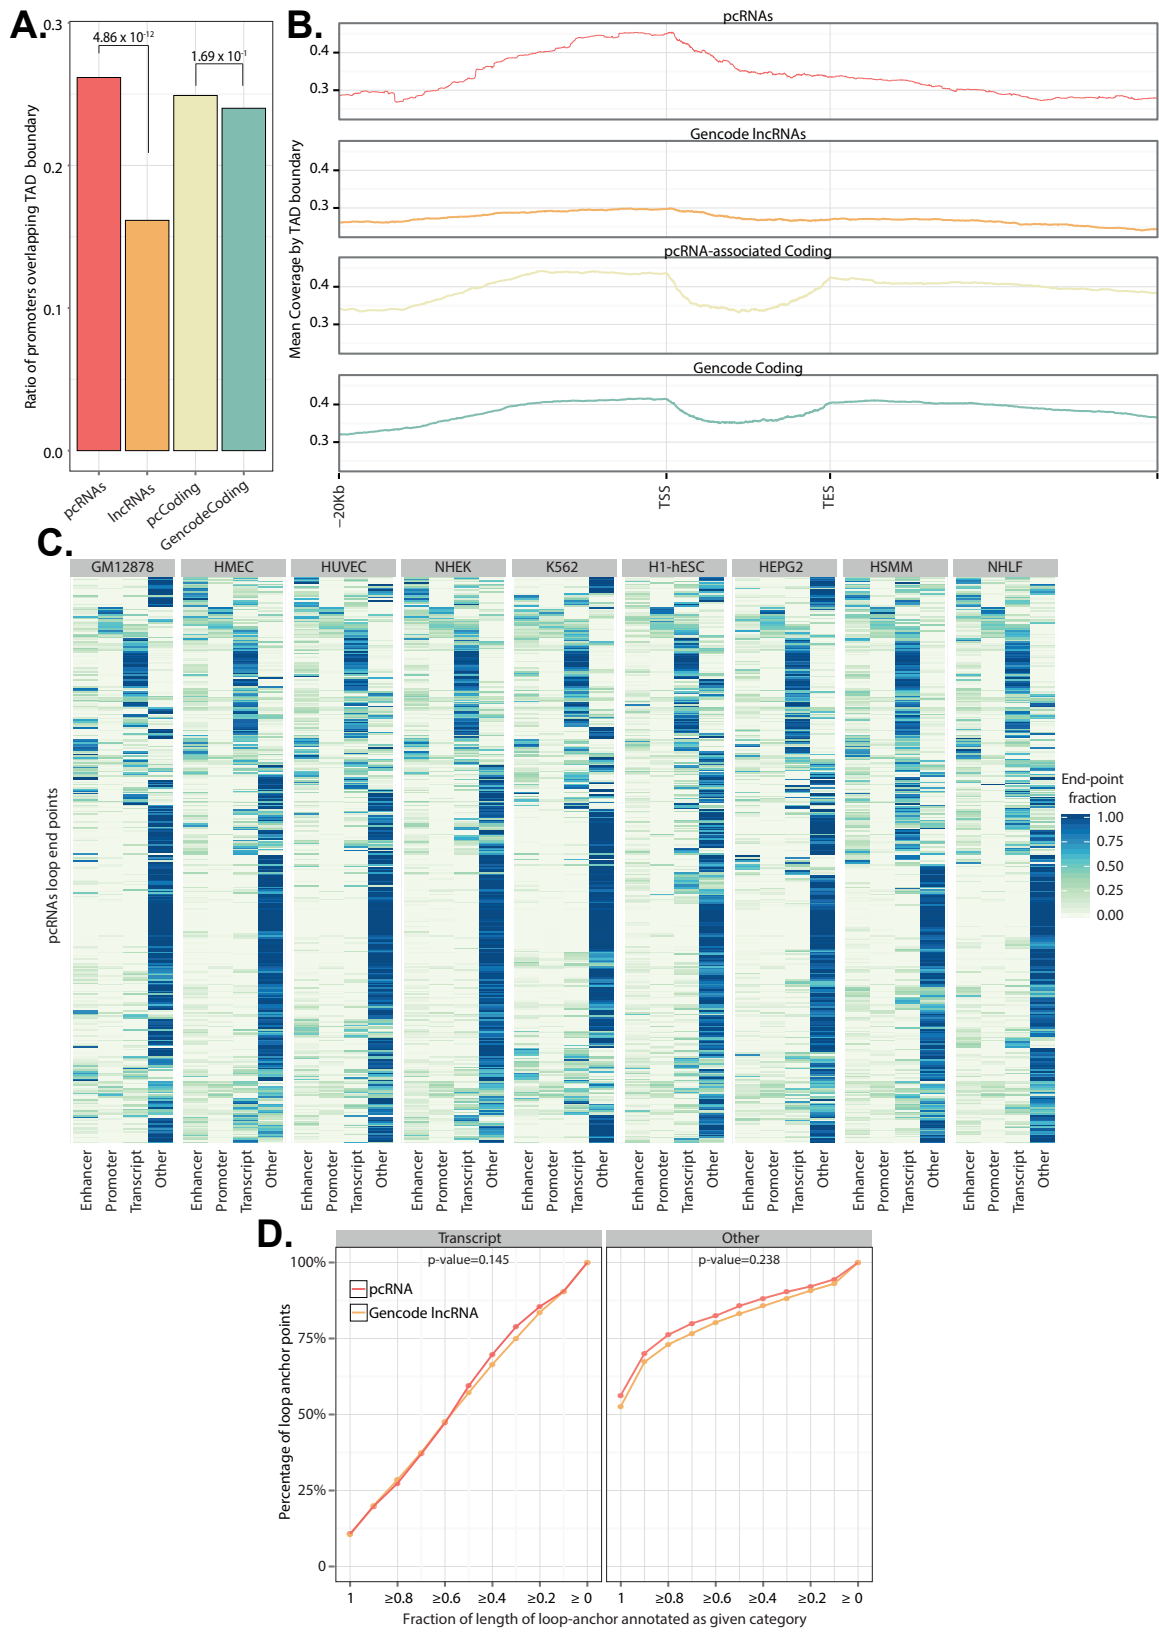 A.
0.3
4.86 x 10-12
1.69 x 10-1
0.2
0.1
0.0
Ratio of promoters overlapping TAD boundary
pcRNAs
lncRNAs
pcCoding
GencodeCoding
B.
Mean Coverage by TAD boundary
pcRNAs
0.4
0.3
Gencode lncRNAs
0.4
0.3
pcRNA-associated Coding
0.4
0.3
Gencode Coding
0.4
0.3
−20Kb
TSS
TES
C.
GM12878 HMEC HUVEC NHEK K562 H1-hESC HEPG2 HSMM NHLF
pcRNAs loop end points
End-point
fraction
1.00
0.75
0.50
0.25
0.00
Enhancer Promoter Transcript Other Enhancer Promoter Transcript Other Enhancer Promoter Transcript Other Enhancer Promoter Transcript Other Enhancer Promoter Transcript Other Enhancer Promoter Transcript Other Enhancer Promoter Transcript Other Enhancer Promoter Transcript Other Enhancer Promoter Transcript Other
D.
Transcript Other
p-value=0.145 p-value=0.238
pcRNA
Gencode lncRNA
100%
75%
50%
25%
0
Percentage of loop anchor points
1 ≥0.8 ≥0.6 ≥0.4 ≥0.2 ≥ 0 1 ≥0.8 ≥0.6 ≥0.4 ≥0.2 ≥ 0
Fraction of length of loop-anchor annotated as given category